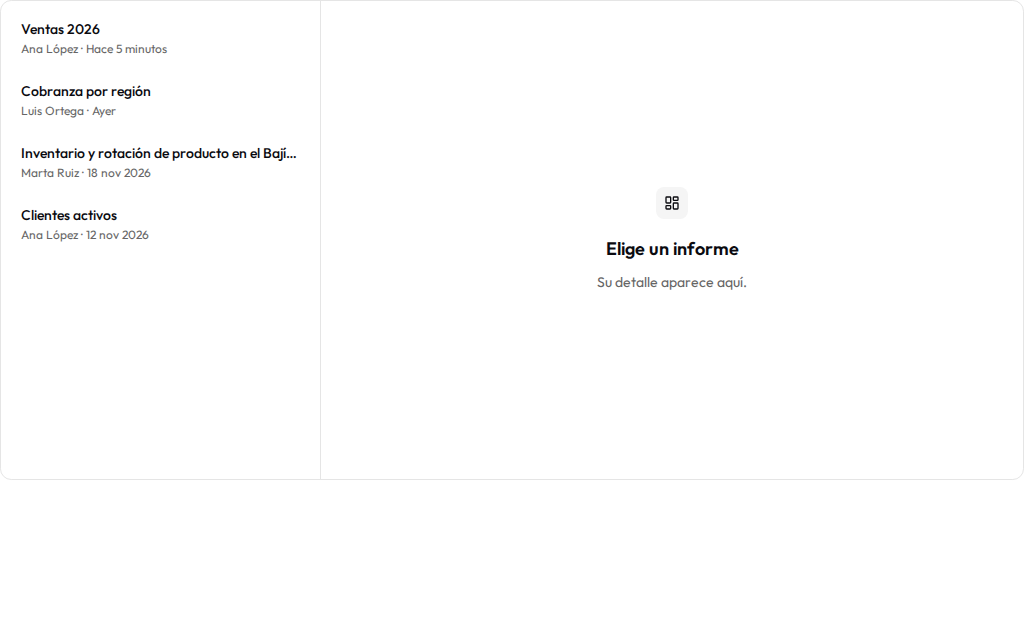 Ventas 2026
Ana López · Hace 5 minutos
Cobranza por región
Luis Ortega · Ayer
Inventario y rotación de producto en el Bají...
Marta Ruiz · 18 nov 2026
Clientes activos
Ana López · 12 nov 2026
Elige un informe
Su detalle aparece aquí.